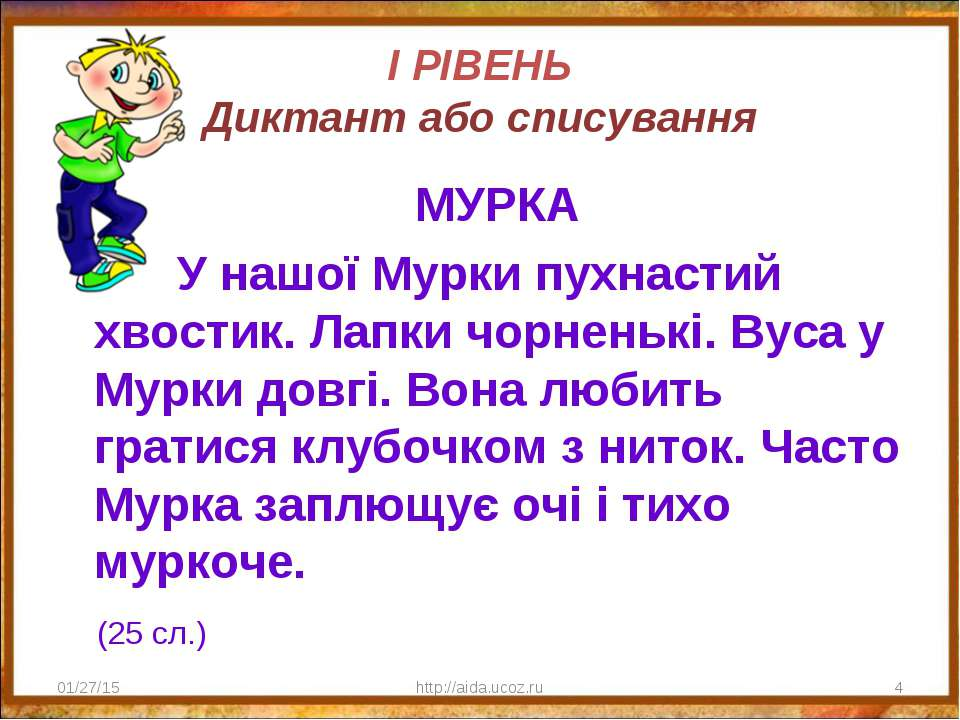 І РІВЕНЬ
Диктант або списування
МУРКА
У нашої Мурки пухнастий
хвостик. Лапки чорненькі. Вуса у
Мурки довгі. Вона любить
гратися клубочком з ниток. Часто
Мурка заплющує очі і тихо
муркоче.
(25 сл.)
01/27/15
http://aida.ucoz.ru
4